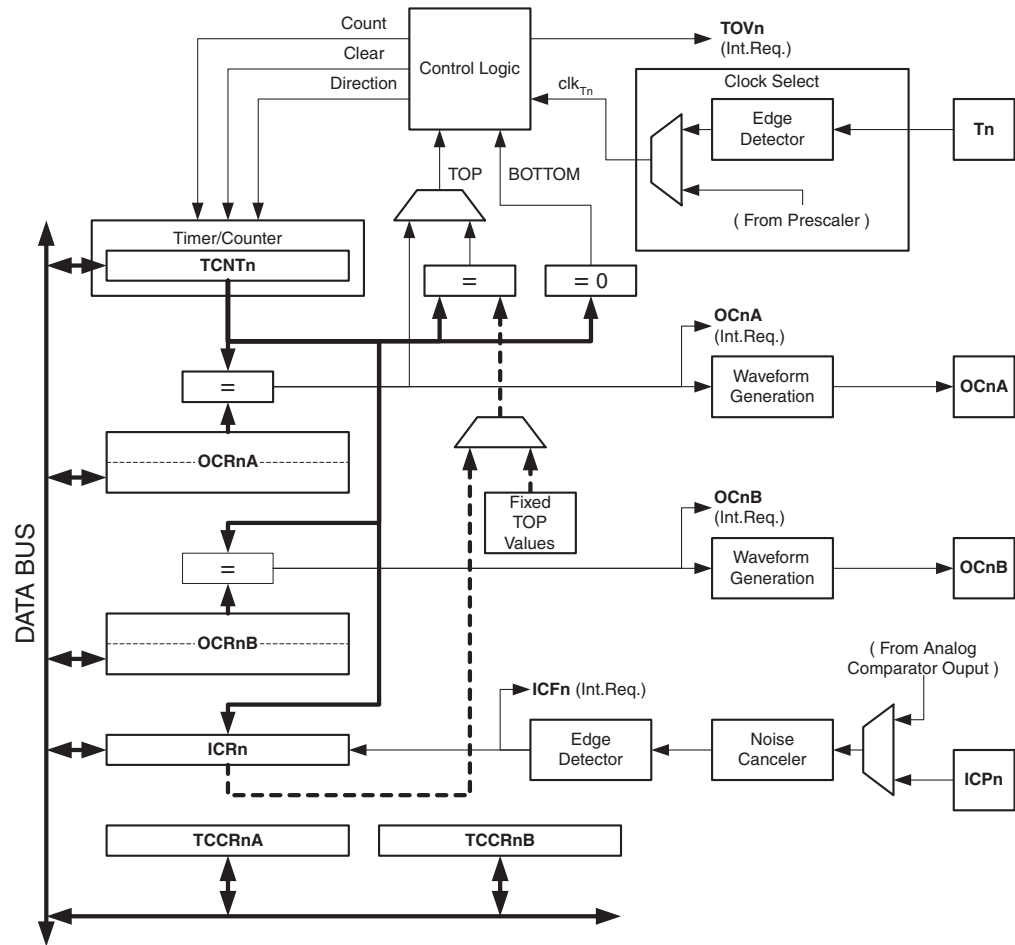 Count
Clear
Direction
Control Logic
TOVn
(Int.Req.)
clkTn
Clock Select
Edge
Detector
Tn
( From Prescaler )
TOP
BOTTOM
Timer/Counter
TCNTn
=
= 0
OCnA
(Int.Req.)
=
Waveform
Generation
OCnA
OCRnA
Fixed
TOP
Values
OCnB
(Int.Req.)
=
Waveform
Generation
OCnB
OCRnB
DATA BUS
( From Analog
Comparator Ouput )
ICFn (Int.Req.)
ICRn
Edge
Detector
Noise
Canceler
ICPn
TCCRnA
TCCRnB